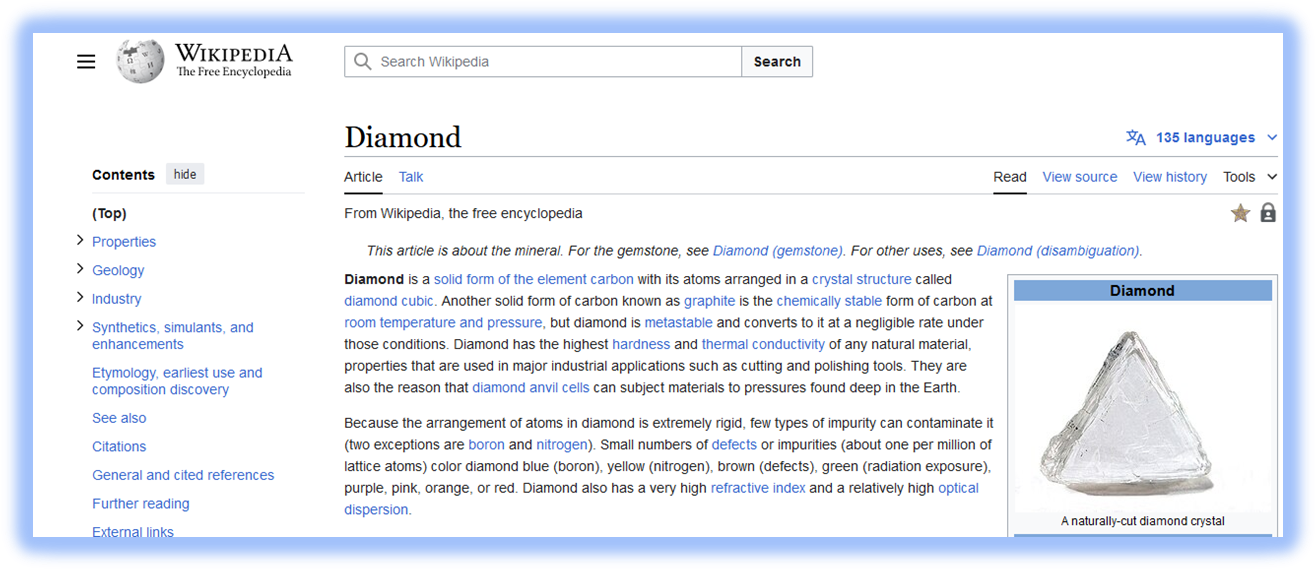 WIKIPEDIA
The Free Encyclopedia
Search Wikipedia
Search
Diamond
135 languages
Contents
hide
Article
Talk
Read
View source
View history
Tools
(Top)
Properties
Geology
Industry
Synthetics, simulants, and
enhancements
Etymology, earliest use and
composition discovery
See also
Citations
General and cited references
Further reading
External links
From Wikipedia, the free encyclopedia
This article is about the mineral. For the gemstone, see Diamond (gemstone). For other uses, see Diamond (disambiguation).
Diamond is a solid form of the element carbon with its atoms arranged in a crystal structure called
diamond cubic. Another solid form of carbon known as graphite is the chemically stable form of carbon at
room temperature and pressure, but diamond is metastable and converts to it at a negligible rate under
those conditions. Diamond has the highest hardness and thermal conductivity of any natural material,
properties that are used in major industrial applications such as cutting and polishing tools. They are
also the reason that diamond anvil cells can subject materials to pressures found deep in the Earth.
Because the arrangement of atoms in diamond is extremely rigid, few types of impurity can contaminate it
(two exceptions are boron and nitrogen). Small numbers of defects or impurities (about one per million of
lattice atoms) color diamond blue (boron), yellow (nitrogen), brown (defects), green (radiation exposure),
purple, pink, orange, or red. Diamond also has a very high refractive index and a relatively high optical
dispersion.
Diamond
A naturally-cut diamond crystal